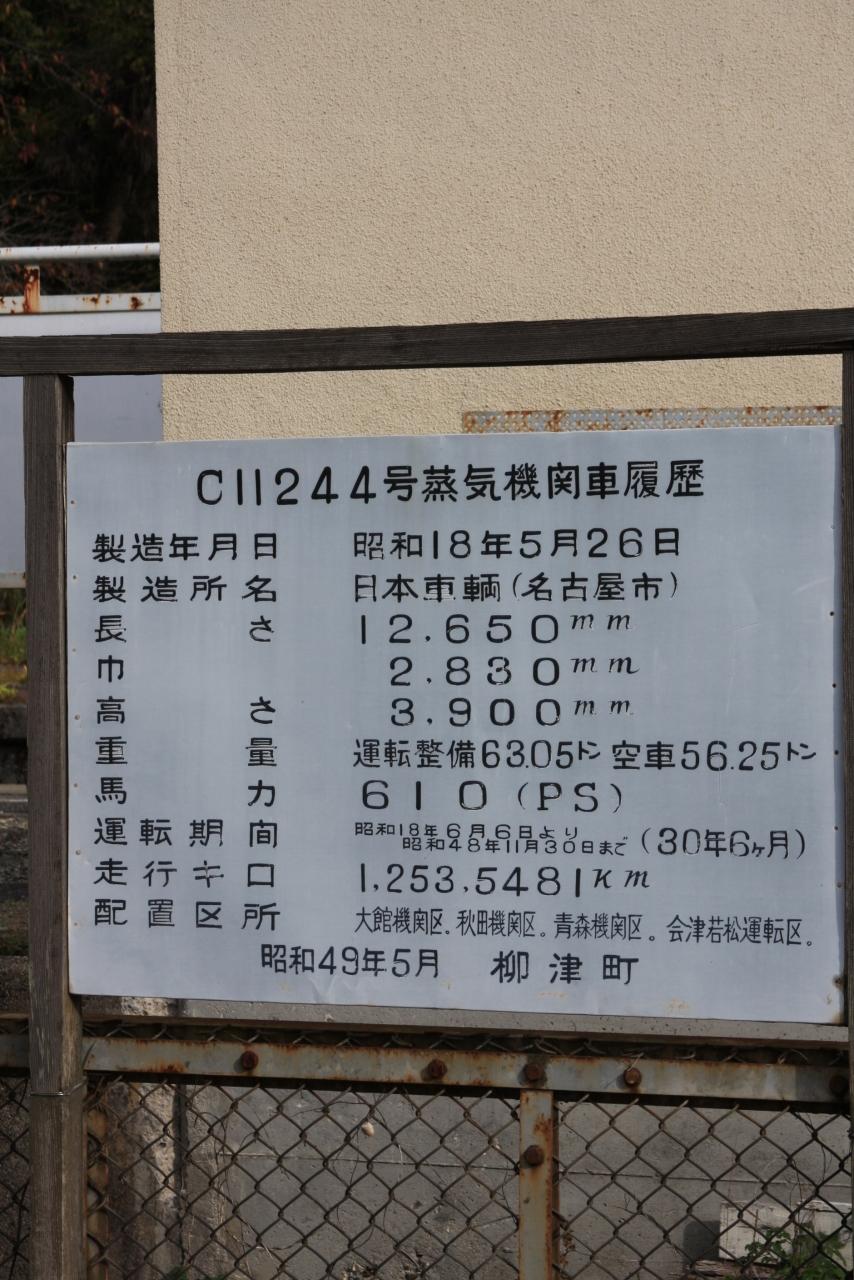 C11244号蒸気機関車履歴
製造年月日 昭和18年5月26日
製造所名 日本車輌(名古屋市)
長さ 12.650mm
巾 2.830mm
高さ 3.900mm
重量 運転整備63.05トン 空車56.25トン
馬力 610(PS)
運転期間 昭和18年6月6日より
昭和48年11月30日まで (30年6ヶ月)
走行キロ 1,253,5481Km
配置区所 大館機関区。秋田機関区。青森機関区。会津若松運転区。
昭和49年5月 柳津町